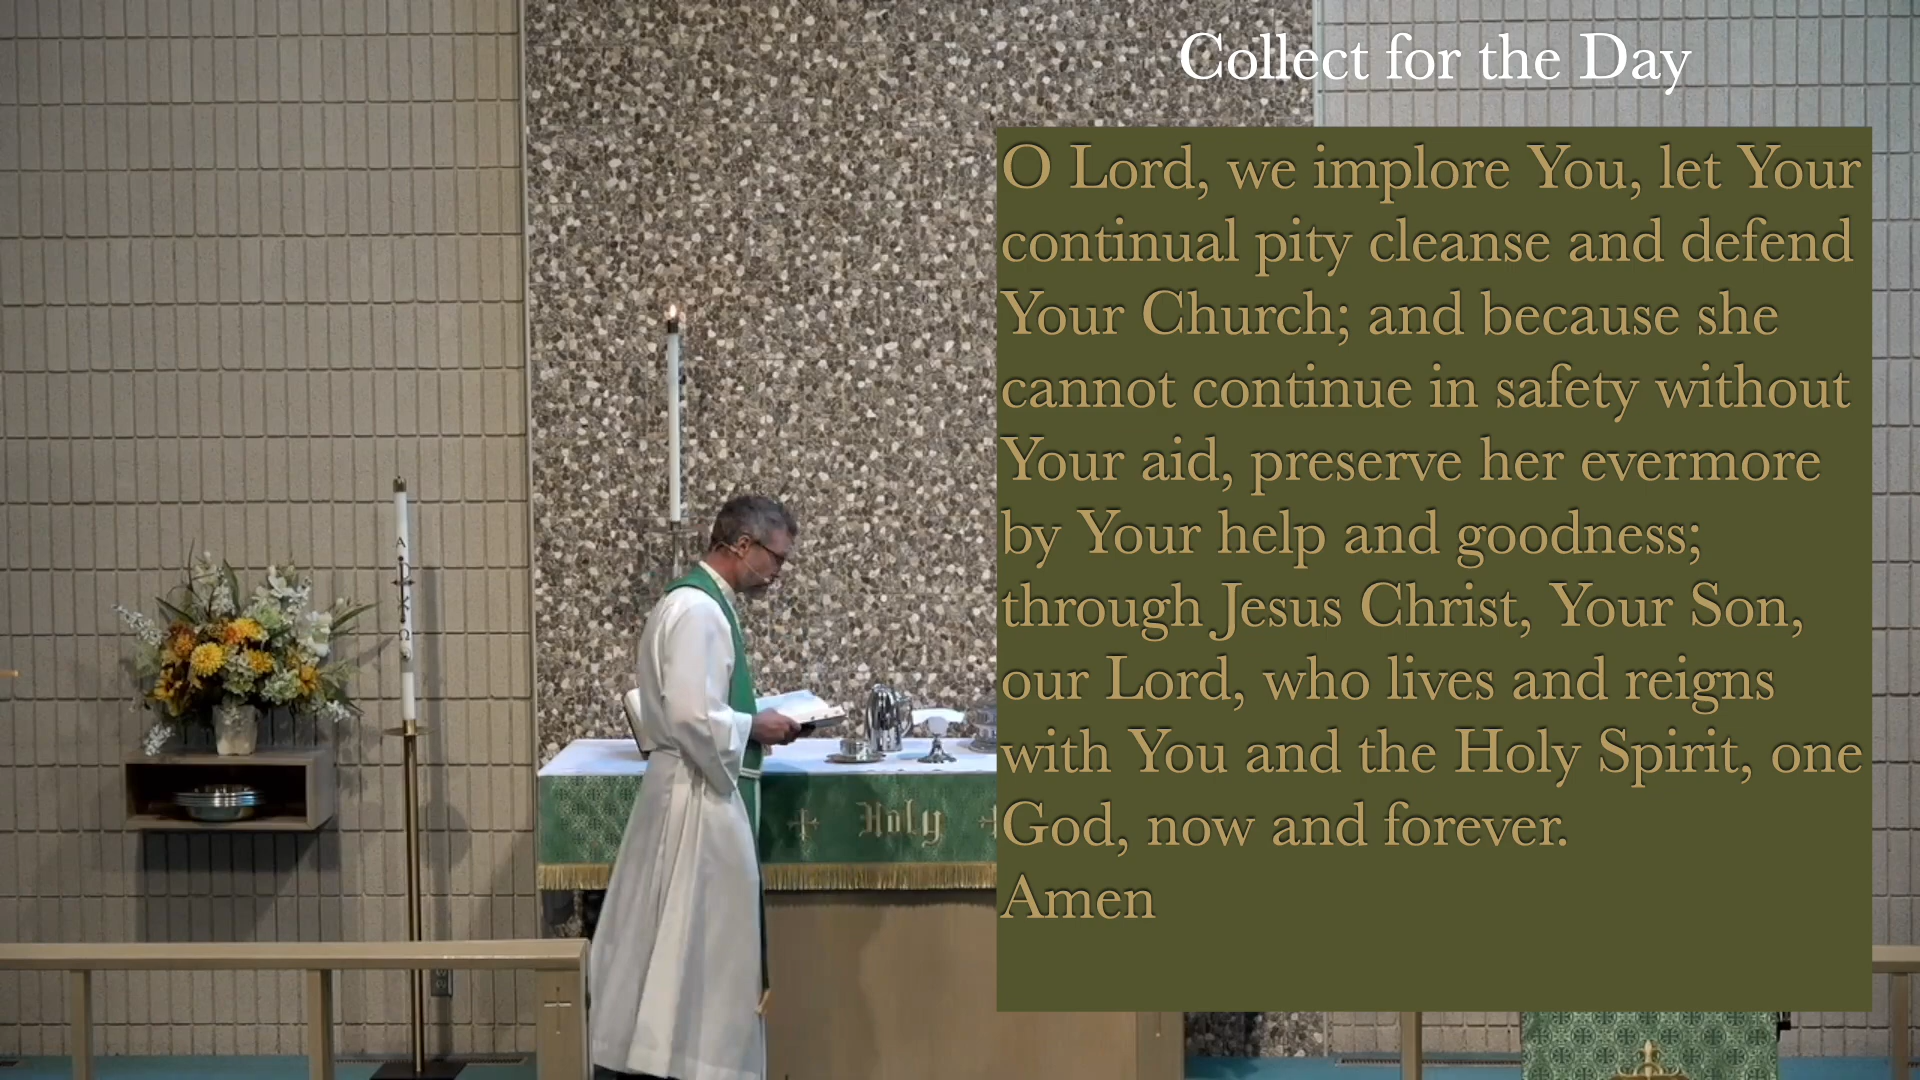 Collect for the Day
O Lord, we implore You, let Your
continual pity cleanse and defend
Your Church; and because she
cannot continue in safety without
Your aid, preserve her evermore
by Your help and goodness;
through Jesus Christ, Your Son,
our Lord, who lives and reigns
with You and the Holy Spirit, one
God, now and forever.
Amen
Α
Ω
Holy